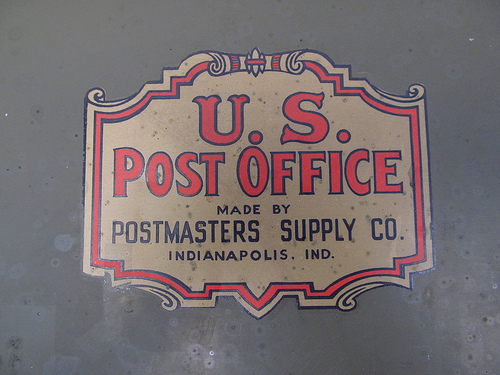 U. S.
POST OFFICE
MADE BY
POSTMASTERS SUPPLY CO.
INDIANAPOLIS. IND.